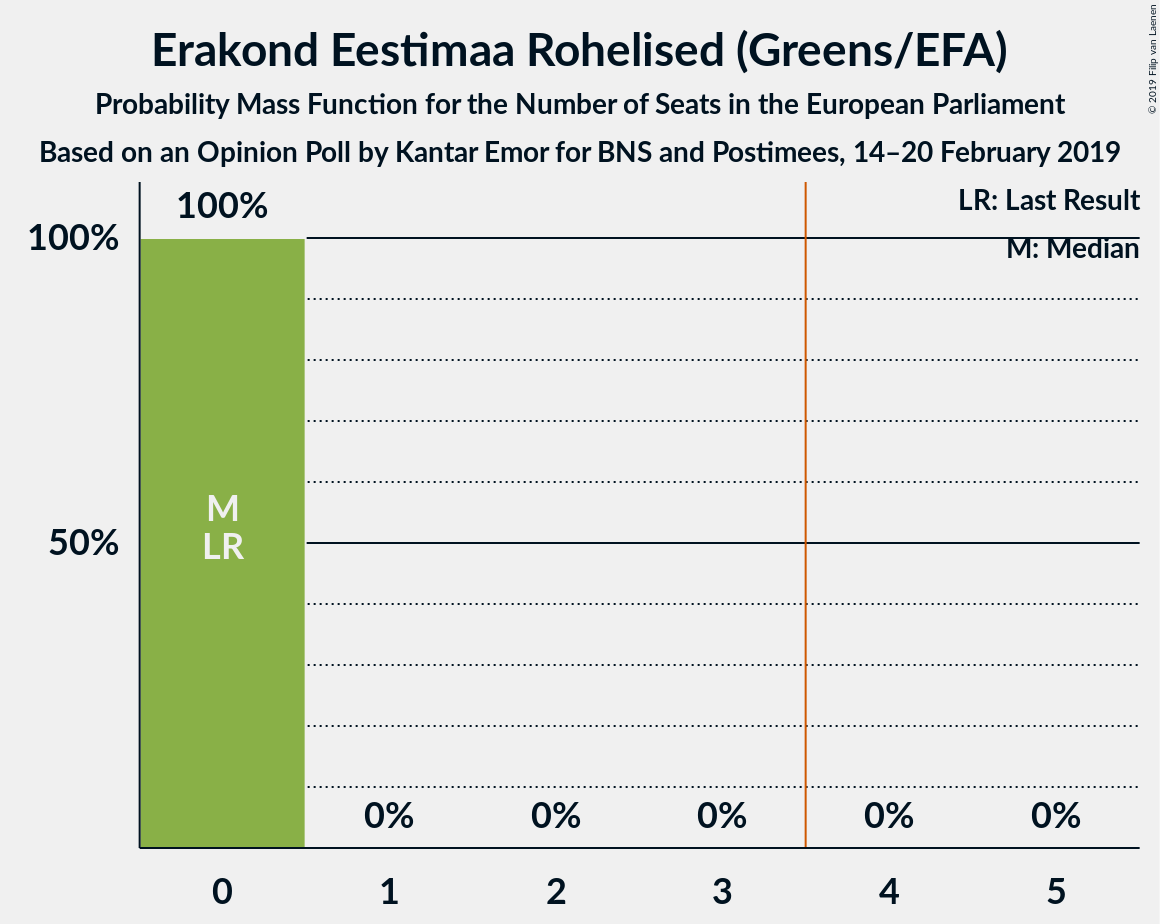 Erakond Eestimaa Rohelised (Greens/EFA)
Probability Mass Function for the Number of Seats in the European Parliament
Based on an Opinion Poll by Kantar Emor for BNS and Postimees, 14–20 February 2019
© 2019 Filip van Laenen
LR: Last Result
M: Median
100%
100%
50%
M
LR
0%
0%
0%
0%
0%
0
1
2
3
4
5